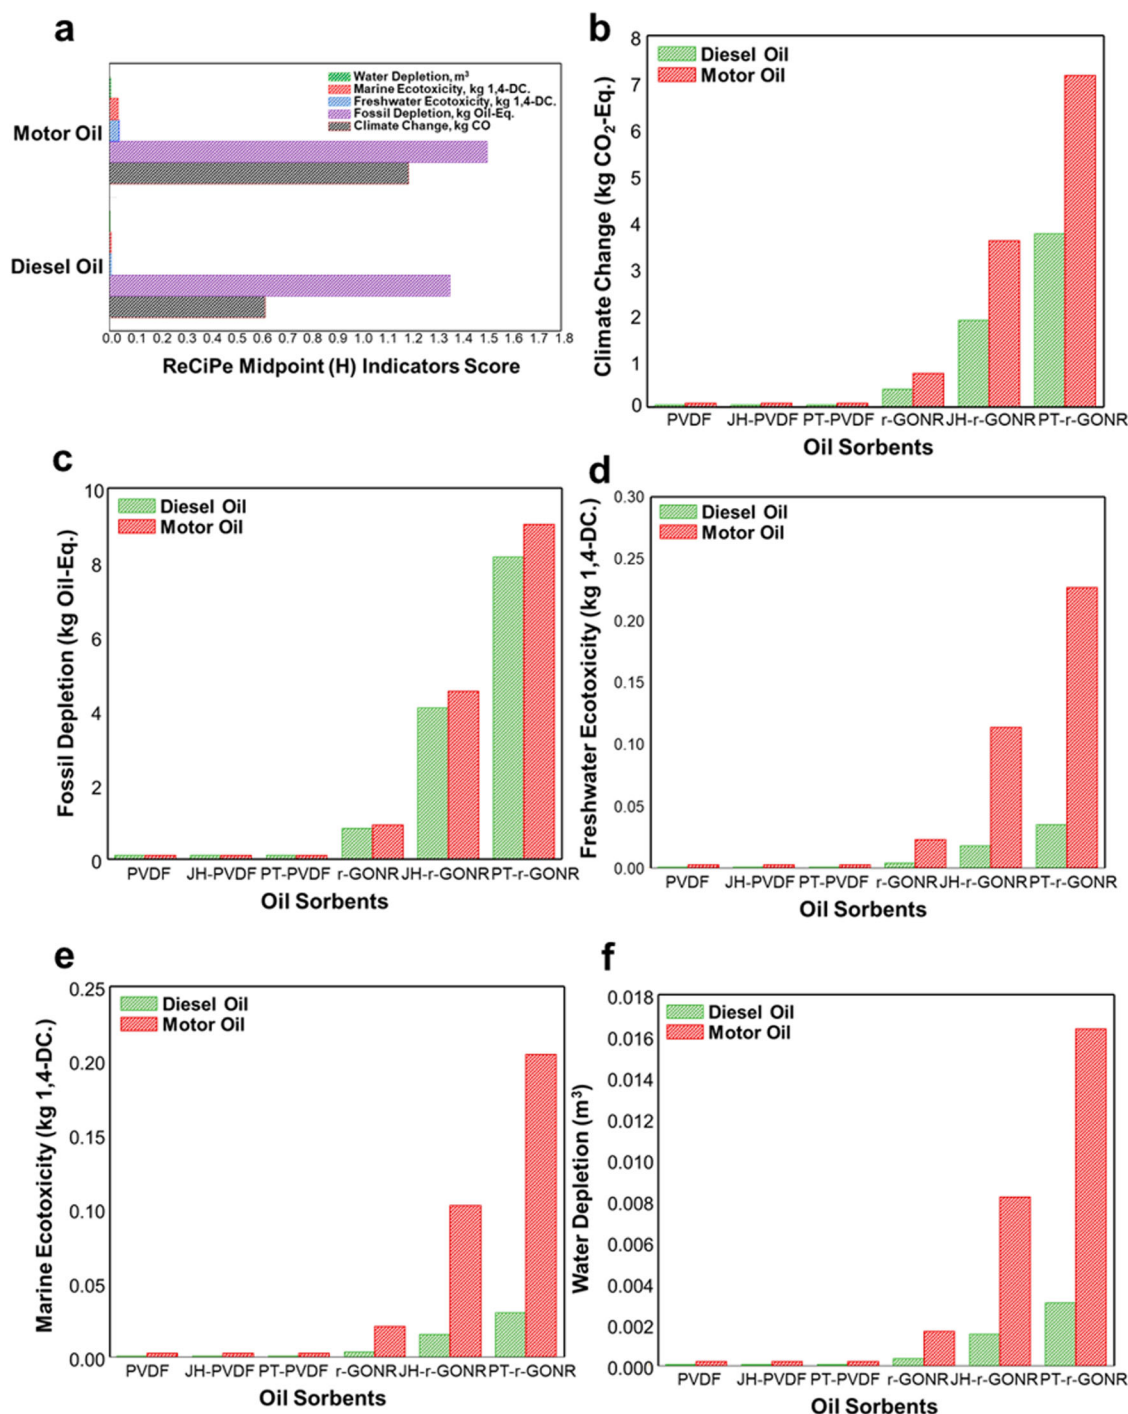 a
Water Depletion, m³
Marine Ecotoxicity, kg 1,4-DC.
Freshwater Ecotoxicity, kg 1,4-DC.
Fossil Depletion, kg Oil-Eq.
Climate Change, kg CO
Motor Oil
Diesel Oil
0.0 0.1 0.2 0.3 0.4 0.5 0.6 0.7 0.8 0.9 1.0 1.1 1.2 1.3 1.4 1.5 1.6 1.7 1.8
ReCiPe Midpoint (H) Indicators Score
b
Diesel Oil
Motor Oil
Climate Change (kg CO₂-Eq.)
8
7
6
5
4
3
2
1
0
PVDF JH-PVDF PT-PVDF r-GONR JH-r-GONR PT-r-GONR
Oil Sorbents
c
Diesel Oil
Motor Oil
Fossil Depletion (kg Oil-Eq.)
10
8
6
4
2
0
PVDF JH-PVDF PT-PVDF r-GONR JH-r-GONR PT-r-GONR
Oil Sorbents
d
Diesel Oil
Motor Oil
Freshwater Ecotoxicity (kg 1,4-DC.)
0.30
0.25
0.20
0.15
0.10
0.05
0.00
PVDF JH-PVDF PT-PVDF r-GONR JH-r-GONR PT-r-GONR
Oil Sorbents
e
Diesel Oil
Motor Oil
Marine Ecotoxicity (kg 1,4-DC.)
0.25
0.20
0.15
0.10
0.05
0.00
PVDF JH-PVDF PT-PVDF r-GONR JH-r-GONR PT-r-GONR
Oil Sorbents
f
Diesel Oil
Motor Oil
Water Depletion (m³)
0.018
0.016
0.014
0.012
0.010
0.008
0.006
0.004
0.002
0.000
PVDF JH-PVDF PT-PVDF r-GONR JH-r-GONR PT-r-GONR
Oil Sorbents